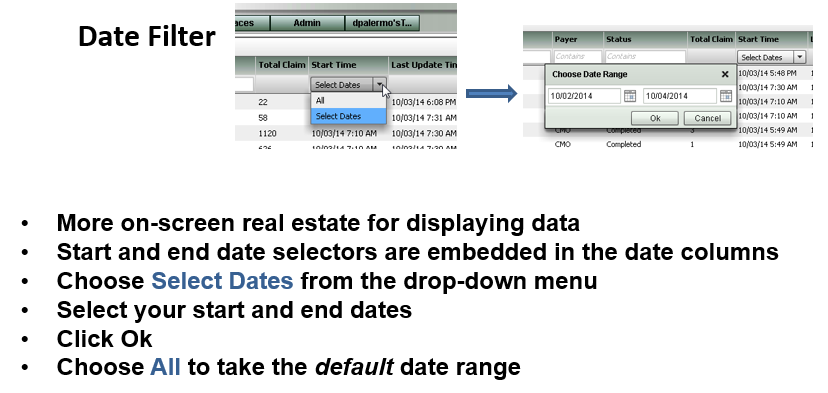 Date Filter
aces Admin dpalermo'sT...
Total Claim Start Time Last Update Tin
Select Dates
All
Select Dates
22 10/03/14 6:08 PM
58 10/03/14 7:31 AM
1120 10/03/14 7:10 AM 10/03/14 7:30 AM
626 10/03/14 7:10 AM 10/03/14 7:30 AM
Payer Status Total Claim Start Time L
Contains Contains Select Dates
Choose Date Range
10/02/2014 10/04/2014
Ok Cancel
10/03/14 5:48 PM
10/03/14 7:30 AM
10/03/14 7:10 AM
10/03/14 7:10 AM
CMO Completed 3 10/03/14 5:49 AM
CMO Completed 1 10/03/14 5:49 AM
• More on-screen real estate for displaying data
• Start and end date selectors are embedded in the date columns
• Choose Select Dates from the drop-down menu
• Select your start and end dates
• Click Ok
• Choose All to take the default date range